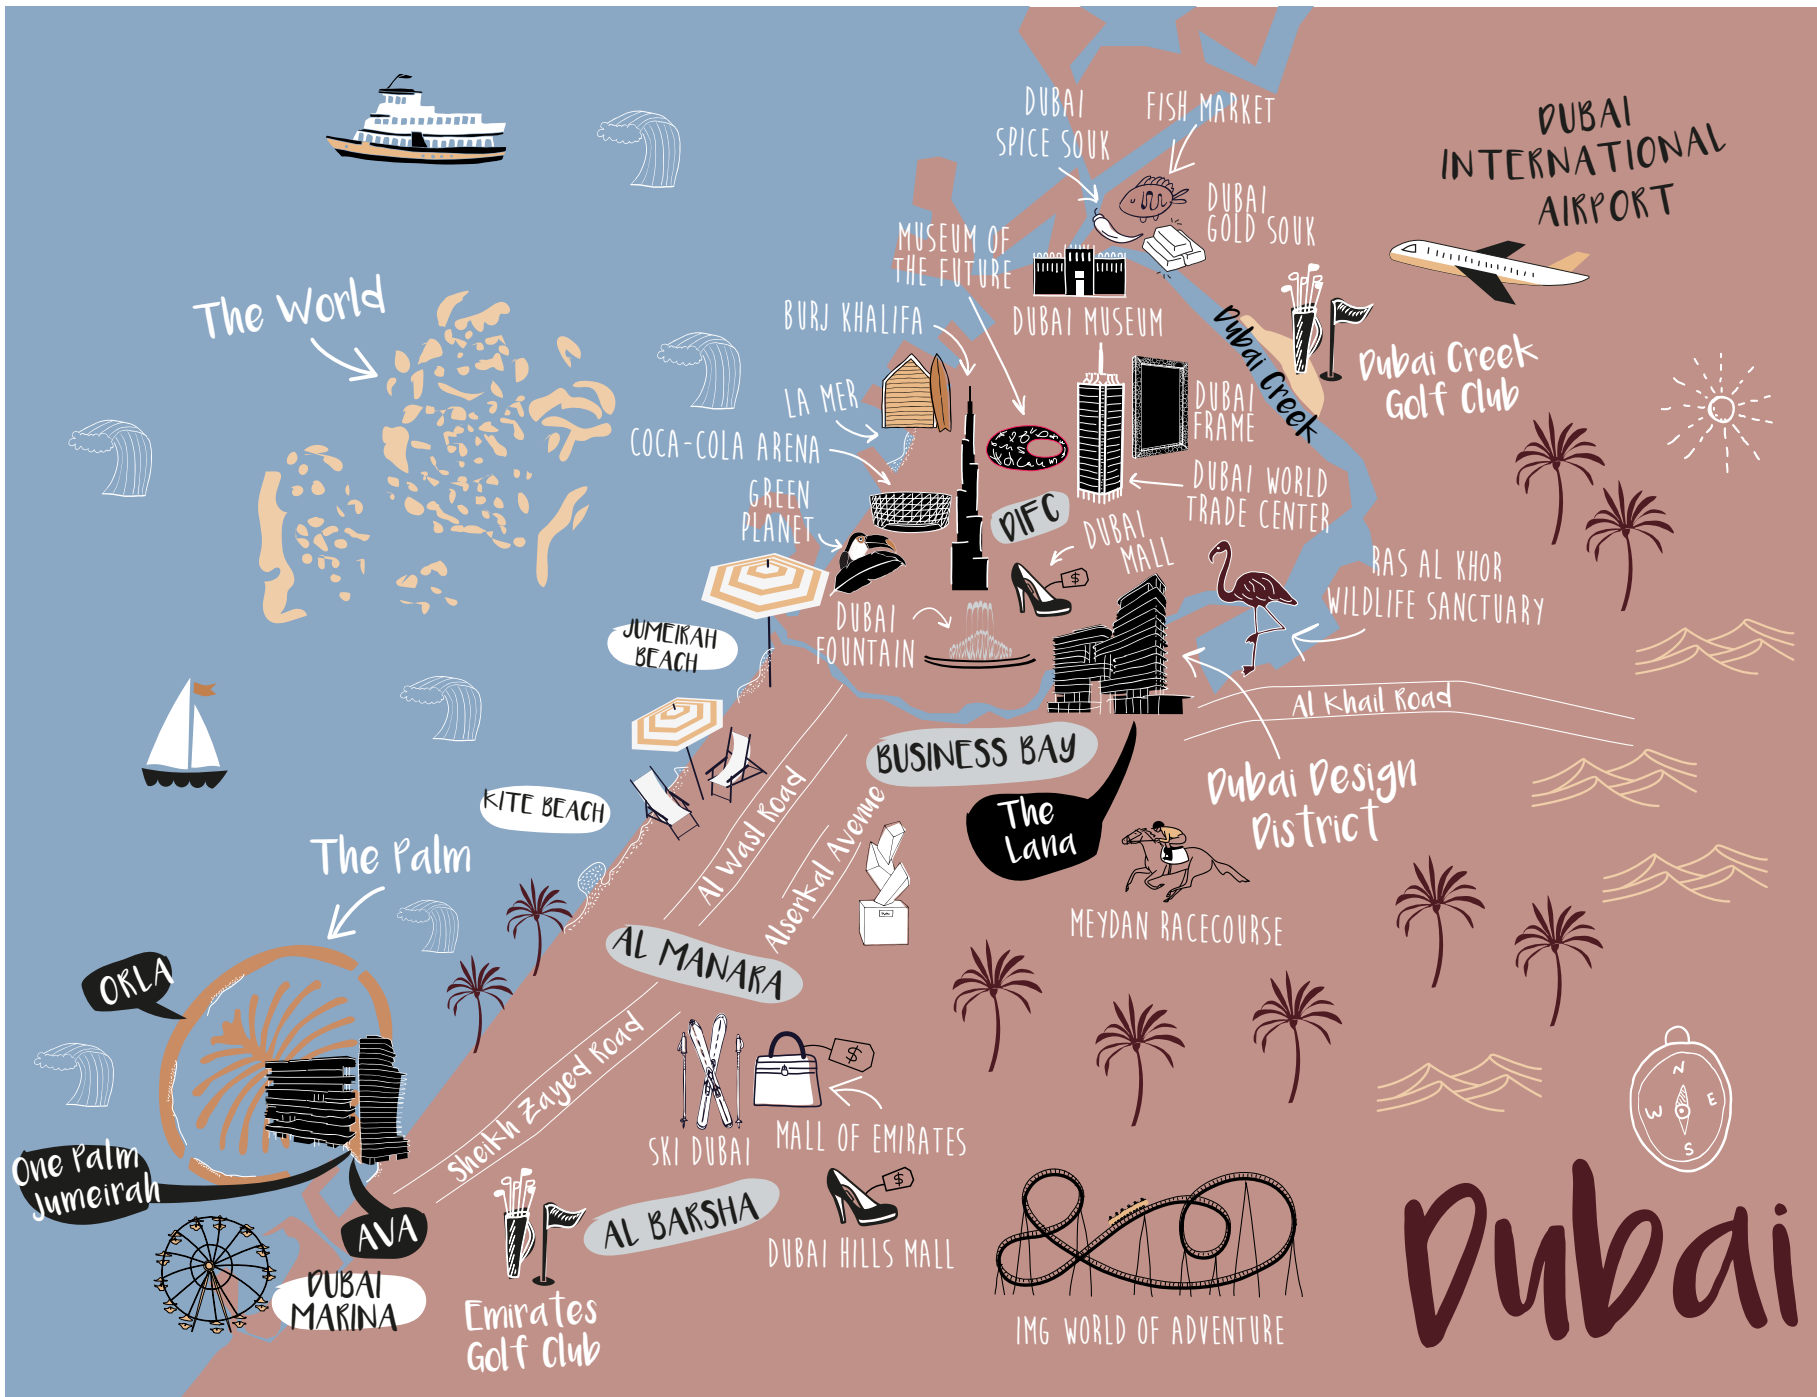 DUBAI
SPICE SOUK
FISH MARKET
DUBAI
INTERNATIONAL
AIRPORT
DUBAI
GOLD SOUK
MUSEUM OF
THE FUTURE
The World
BURJ KHALIFA
DUBAI MUSEUM
Dubai Creek
Dubai Creek
Golf Club
LA MER
DUBAI
FRAME
COCA-COLA ARENA
GREEN
PLANET
DUBAI WORLD
TRADE CENTER
DIFC
DUBAI
MALL
$
RAS AL KHOR
WILDLIFE SANCTUARY
DUBAI
FOUNTAIN
JUMEIRAH
BEACH
Al Khail Road
BUSINESS BAY
KITE BEACH
Al Wasl Road
Alserkal Avenue
The
Lana
Dubai Design
District
The Palm
MEYDAN RACECOURSE
AL MANARA
ORLA
Sheikh Zayed Road
$
SKI DUBAI
MALL OF EMIRATES
N
W
E
S
One Palm
Jumeirah
AVA
AL BARSHA
$
DUBAI HILLS MALL
DUBAI
MARINA
Emirates
Golf Club
IMG WORLD OF ADVENTURE
Dubai